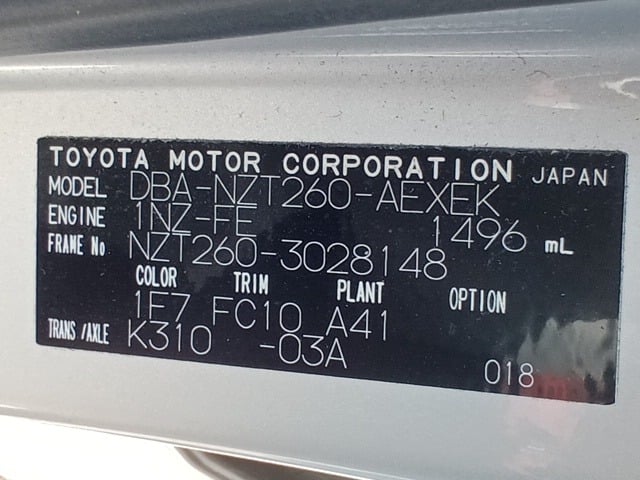 TOYOTA MOTOR CORPORATION JAPAN
MODEL DBA-NZT260-AEXEK
ENGINE 1NZ-FE 1496 mL
FRAME No NZT260-3028148
COLOR TRIM PLANT OPTION
1F7 FC10 A41
TRANS/AXLE K310 -03A
018